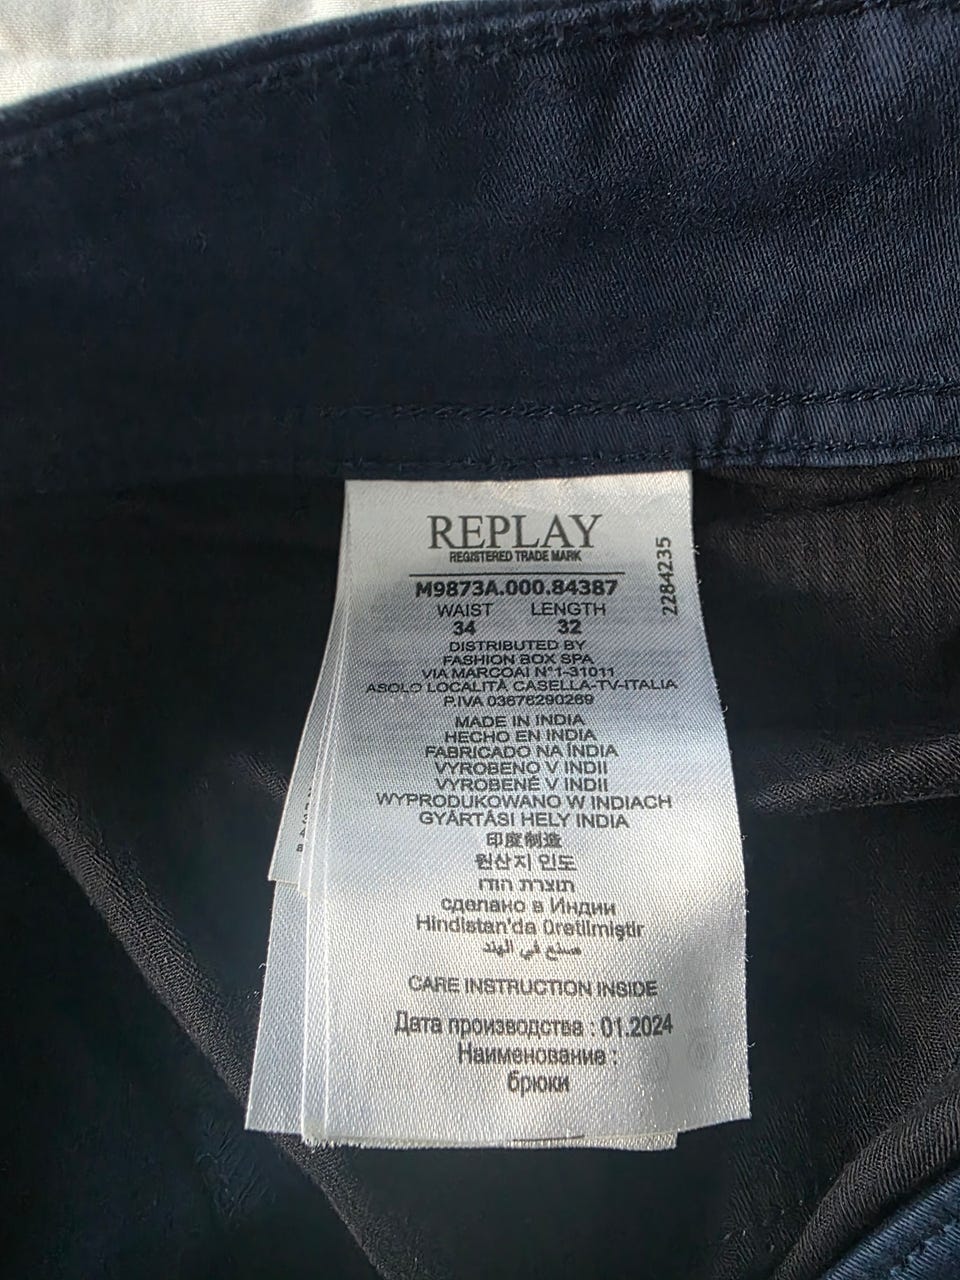 REPLAY
REGISTERED TRADE MARK
M9873A.000.84387
WAIST LENGTH
34 32
2284235
DISTRIBUTED BY
FASHION BOX SPA
VIA MARCOAI N°1-31011
ASOLO LOCALITÀ CASELLA-TV-ITALIA
P.IVA 03676290269
MADE IN INDIA
HECHO EN INDIA
FABRICADO NA ÍNDIA
VYROBENO V INDII
VYROBENÉ V INDII
WYPRODUKOWANO W INDIACH
GYÁRTÁSI HELY INDIA
印度制造
원산지 인도
תוצרת הודו
сделано в Индии
Hindistan'da üretilmiştir
صنع في الهند
CARE INSTRUCTION INSIDE
Дата производства : 01.2024
Наименование :
брюки